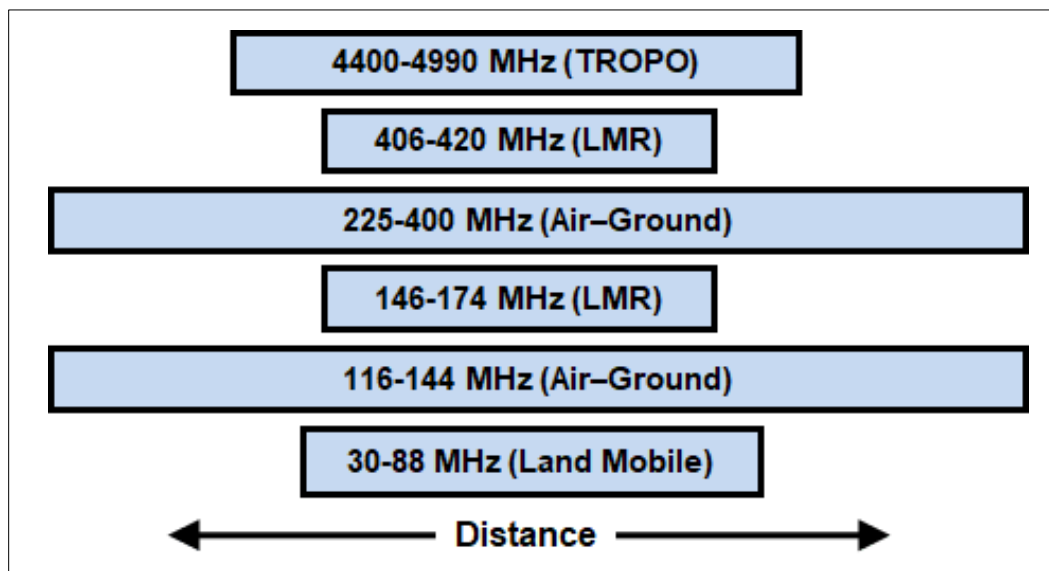 4400-4990 MHz (TROPO)
406-420 MHz (LMR)
225-400 MHz (Air–Ground)
146-174 MHz (LMR)
116-144 MHz (Air–Ground)
30-88 MHz (Land Mobile)
Distance